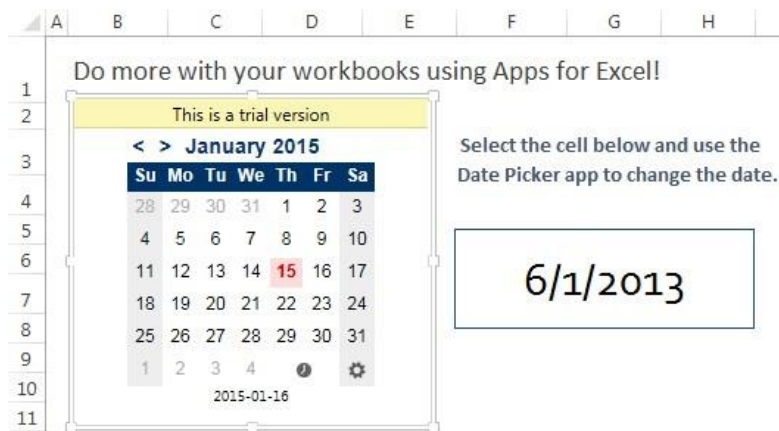 A B C D E F G H
1 Do more with your workbooks using Apps for Excel!
2 This is a trial version
< > January 2015
3 Su Mo Tu We Th Fr Sa
Select the cell below and use the
Date Picker app to change the date.
4 28 29 30 31 1 2 3
5 4 5 6 7 8 9 10
6 11 12 13 14 15 16 17
6/1/2013
7 18 19 20 21 22 23 24
8 25 26 27 28 29 30 31
9 1 2 3 4
10 2015-01-16
11